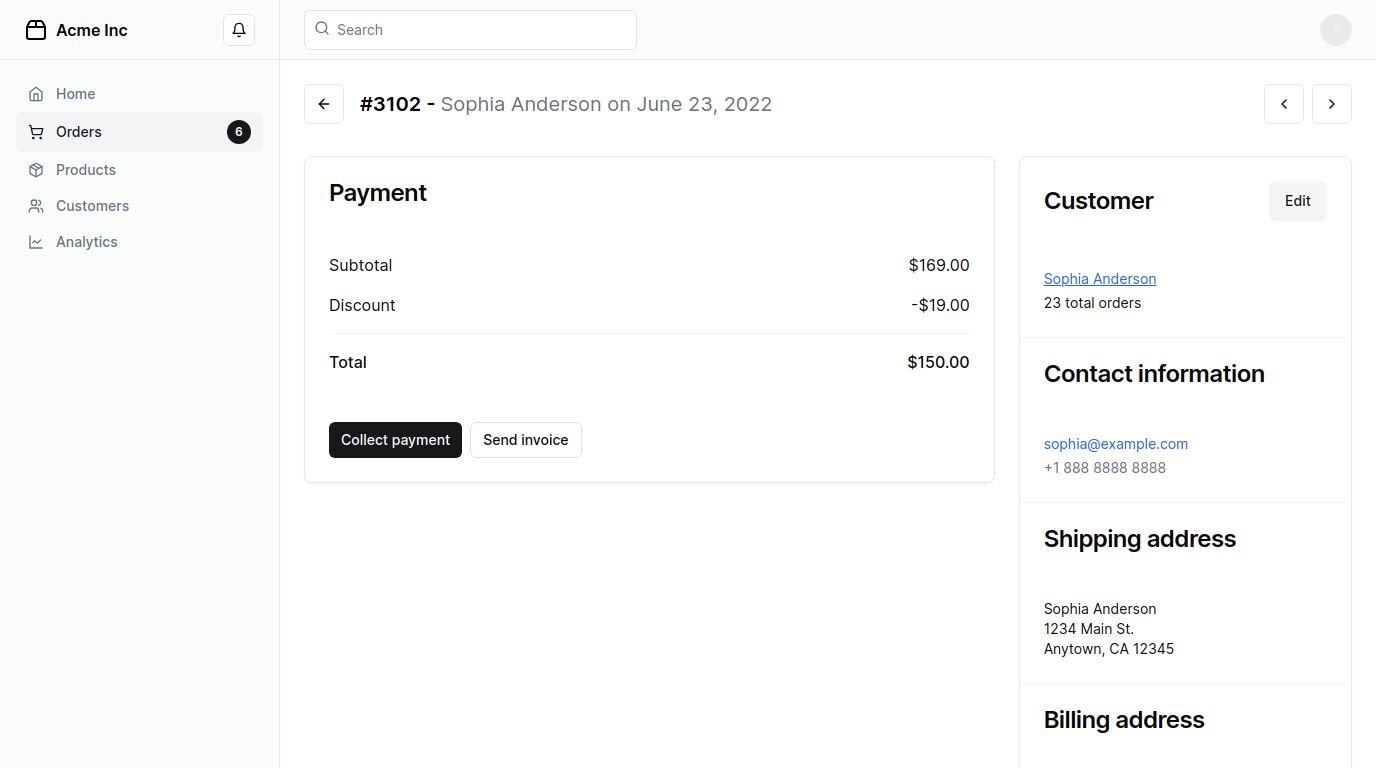 Acme Inc
Search
Home
Orders
6
Products
Customers
Analytics
#3102 - Sophia Anderson on June 23, 2022
Payment
Subtotal $169.00
Discount -$19.00
Total $150.00
Collect payment Send invoice
Customer Edit
Sophia Anderson
23 total orders
Contact information
sophia@example.com
+1 888 8888 8888
Shipping address
Sophia Anderson
1234 Main St.
Anytown, CA 12345
Billing address